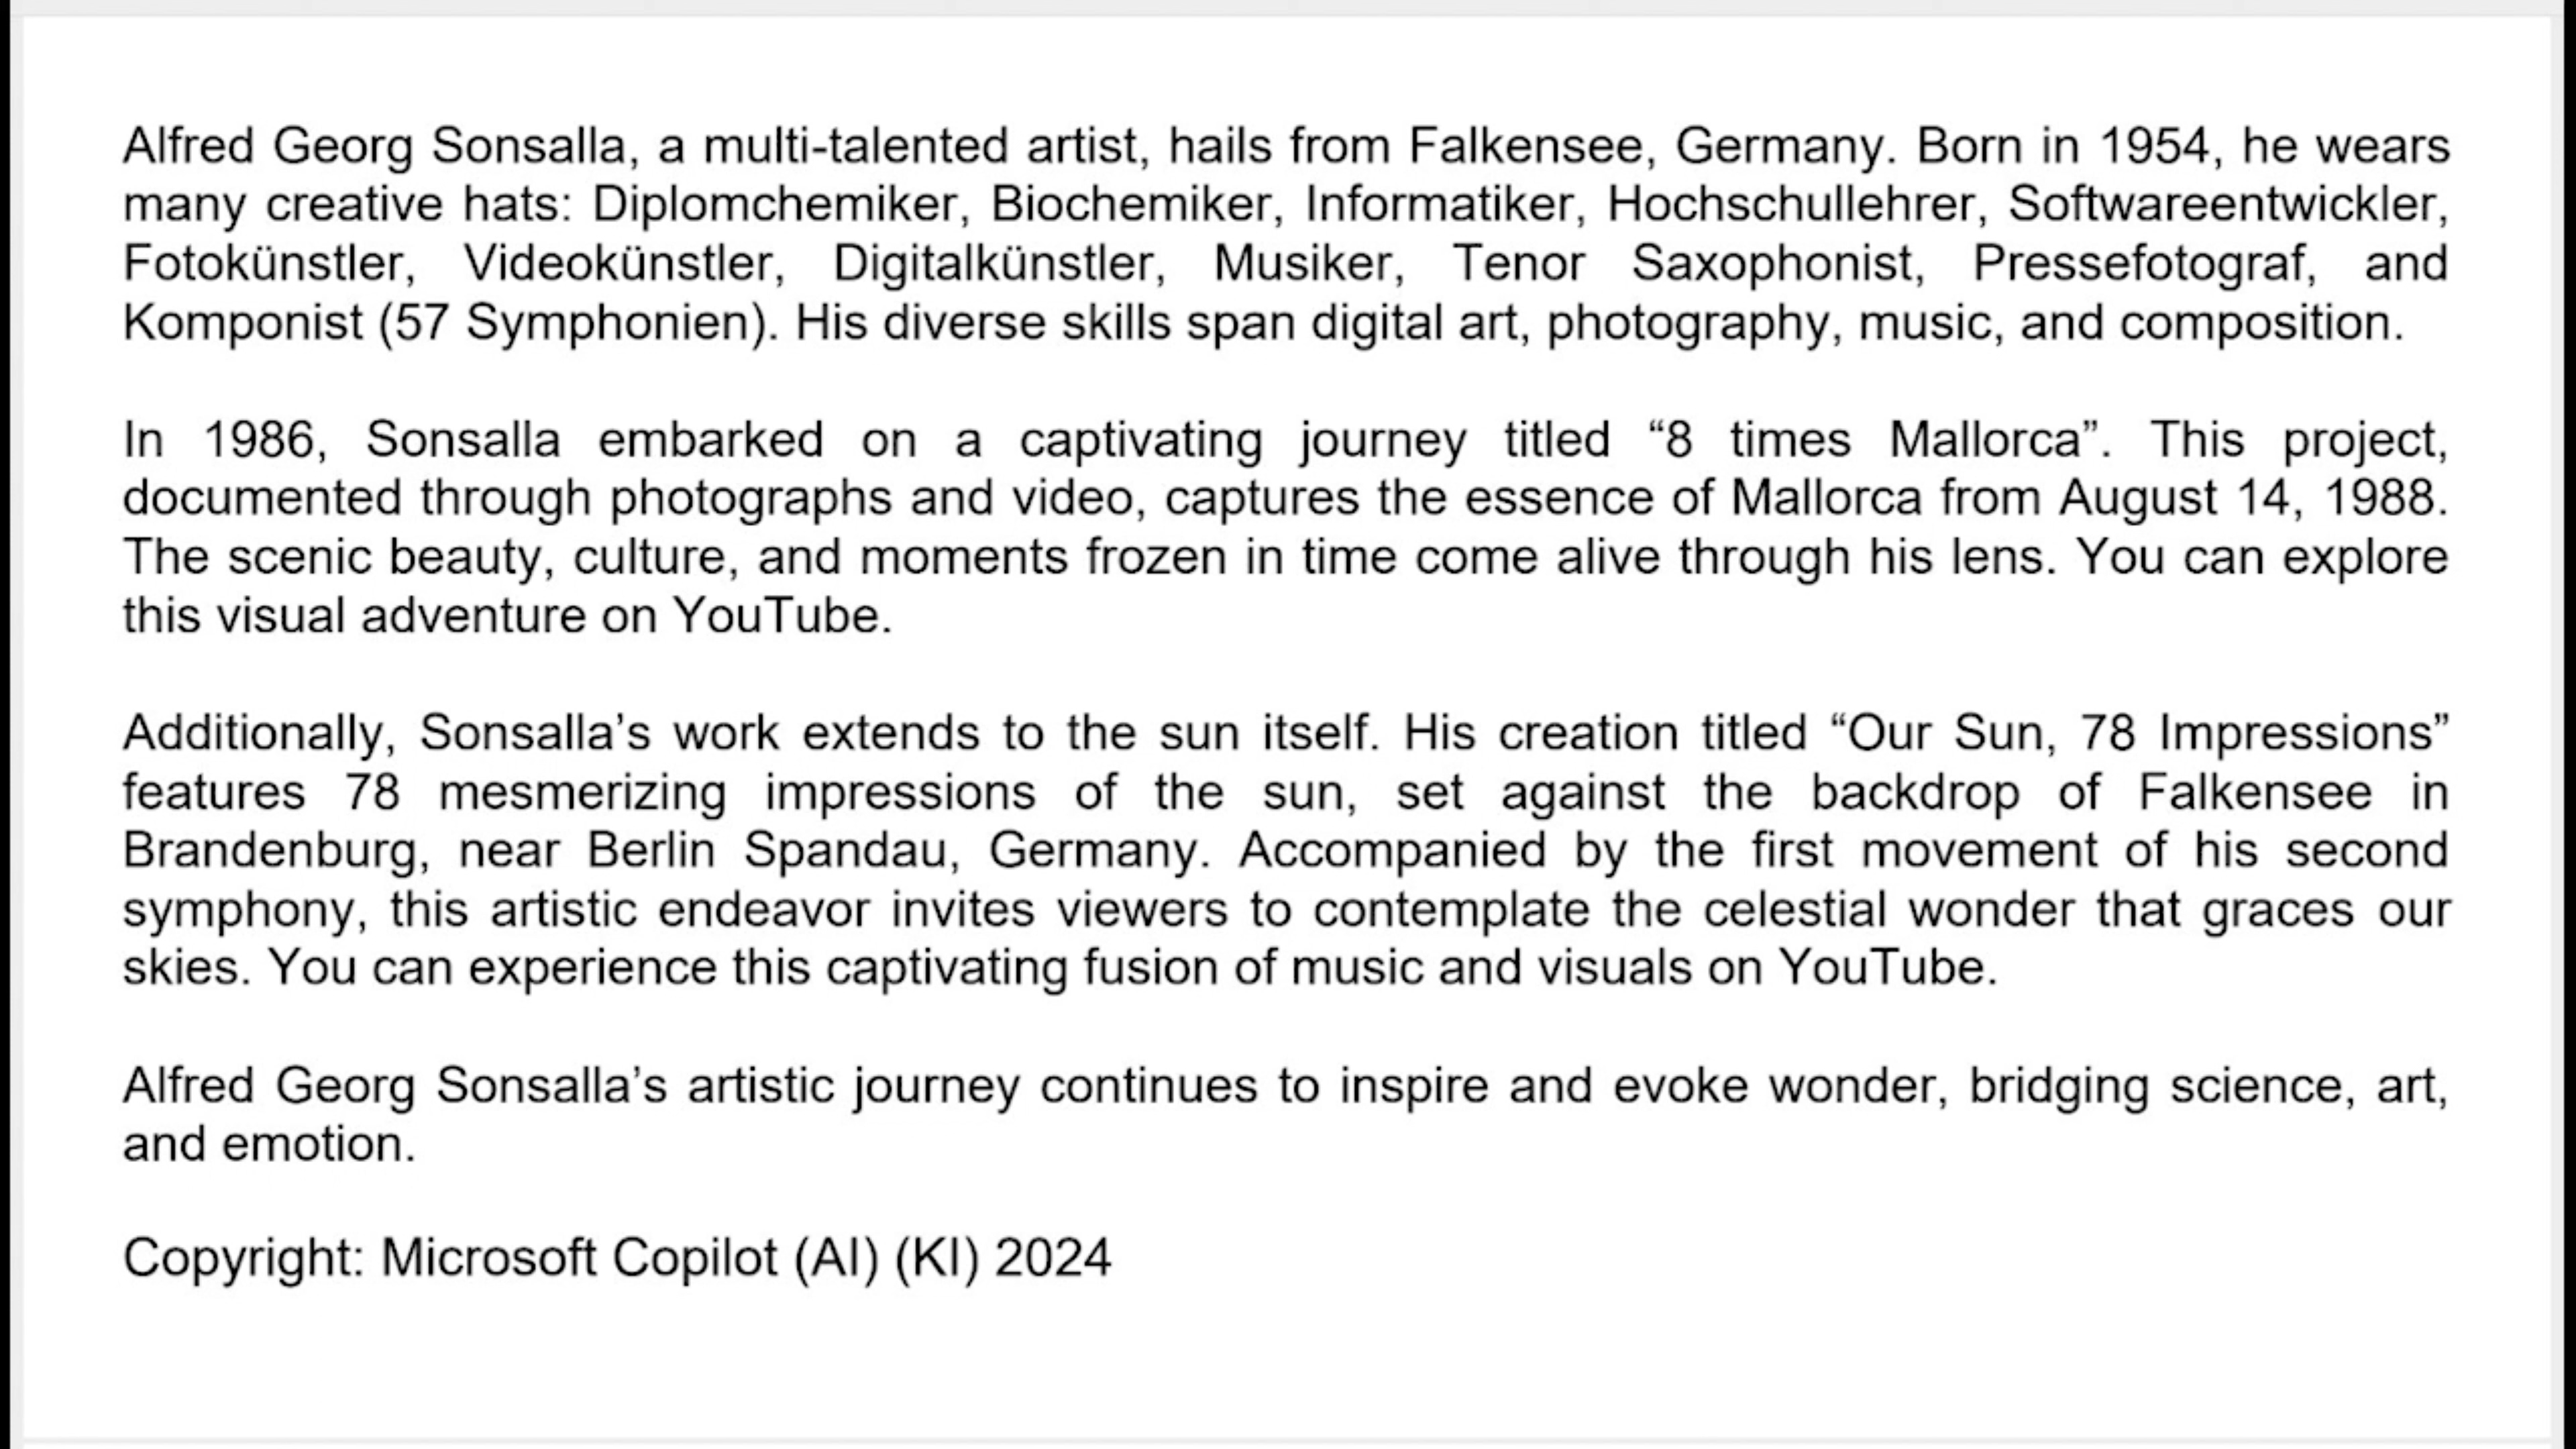 Alfred Georg Sonsalla, a multi-talented artist, hails from Falkensee, Germany. Born in 1954, he wears
many creative hats: Diplomchemiker, Biochemiker, Informatiker, Hochschullehrer, Softwareentwickler,
Fotokünstler, Videokünstler, Digitalkünstler, Musiker, Tenor Saxophonist, Pressefotograf, and
Komponist (57 Symphonien). His diverse skills span digital art, photography, music, and composition.
In 1986, Sonsalla embarked on a captivating journey titled “8 times Mallorca”. This project,
documented through photographs and video, captures the essence of Mallorca from August 14, 1988.
The scenic beauty, culture, and moments frozen in time come alive through his lens. You can explore
this visual adventure on YouTube.
Additionally, Sonsalla’s work extends to the sun itself. His creation titled “Our Sun, 78 Impressions”
features 78 mesmerizing impressions of the sun, set against the backdrop of Falkensee in
Brandenburg, near Berlin Spandau, Germany. Accompanied by the first movement of his second
symphony, this artistic endeavor invites viewers to contemplate the celestial wonder that graces our
skies. You can experience this captivating fusion of music and visuals on YouTube.
Alfred Georg Sonsalla’s artistic journey continues to inspire and evoke wonder, bridging science, art,
and emotion.
Copyright: Microsoft Copilot (AI) (KI) 2024